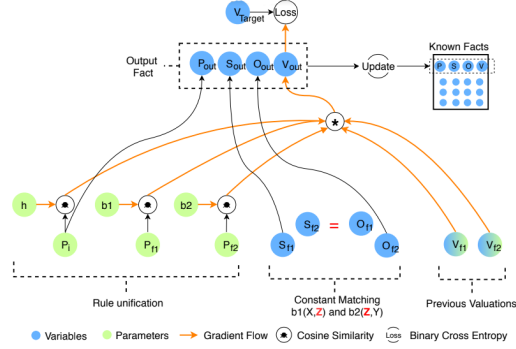 V_Target
Loss
Known Facts
Output
Fact
P_out
S_out
O_out
V_out
Update
P S O V
*
h
b1
b2
P_i
P_f1
P_f2
S_f1
S_f2
=
O_f1
O_f2
V_f1
V_f2
Rule unification
Constant Matching
b1(X,Z) and b2(Z,Y)
Previous Valuations
Variables
Parameters
Gradient Flow
Cosine Similarity
Loss
Binary Cross Entropy